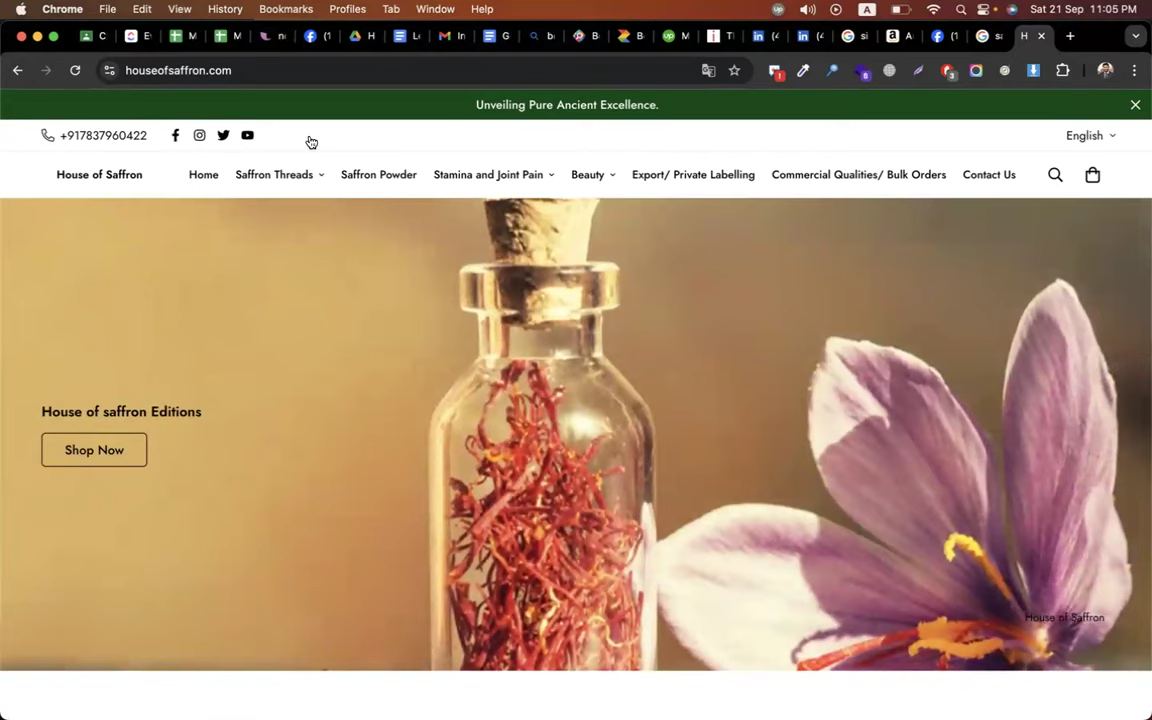 Chrome File Edit View History Bookmarks Profiles Tab Window Help Sat 21 Sep 11:05 PM
houseofsaffron.com
Unveiling Pure Ancient Excellence.
+917837960422 English
House of Saffron Home Saffron Threads Saffron Powder Stamina and Joint Pain Beauty Export/ Private Labelling Commercial Qualities/ Bulk Orders Contact Us
House of saffron Editions
Shop Now
House of Saffron